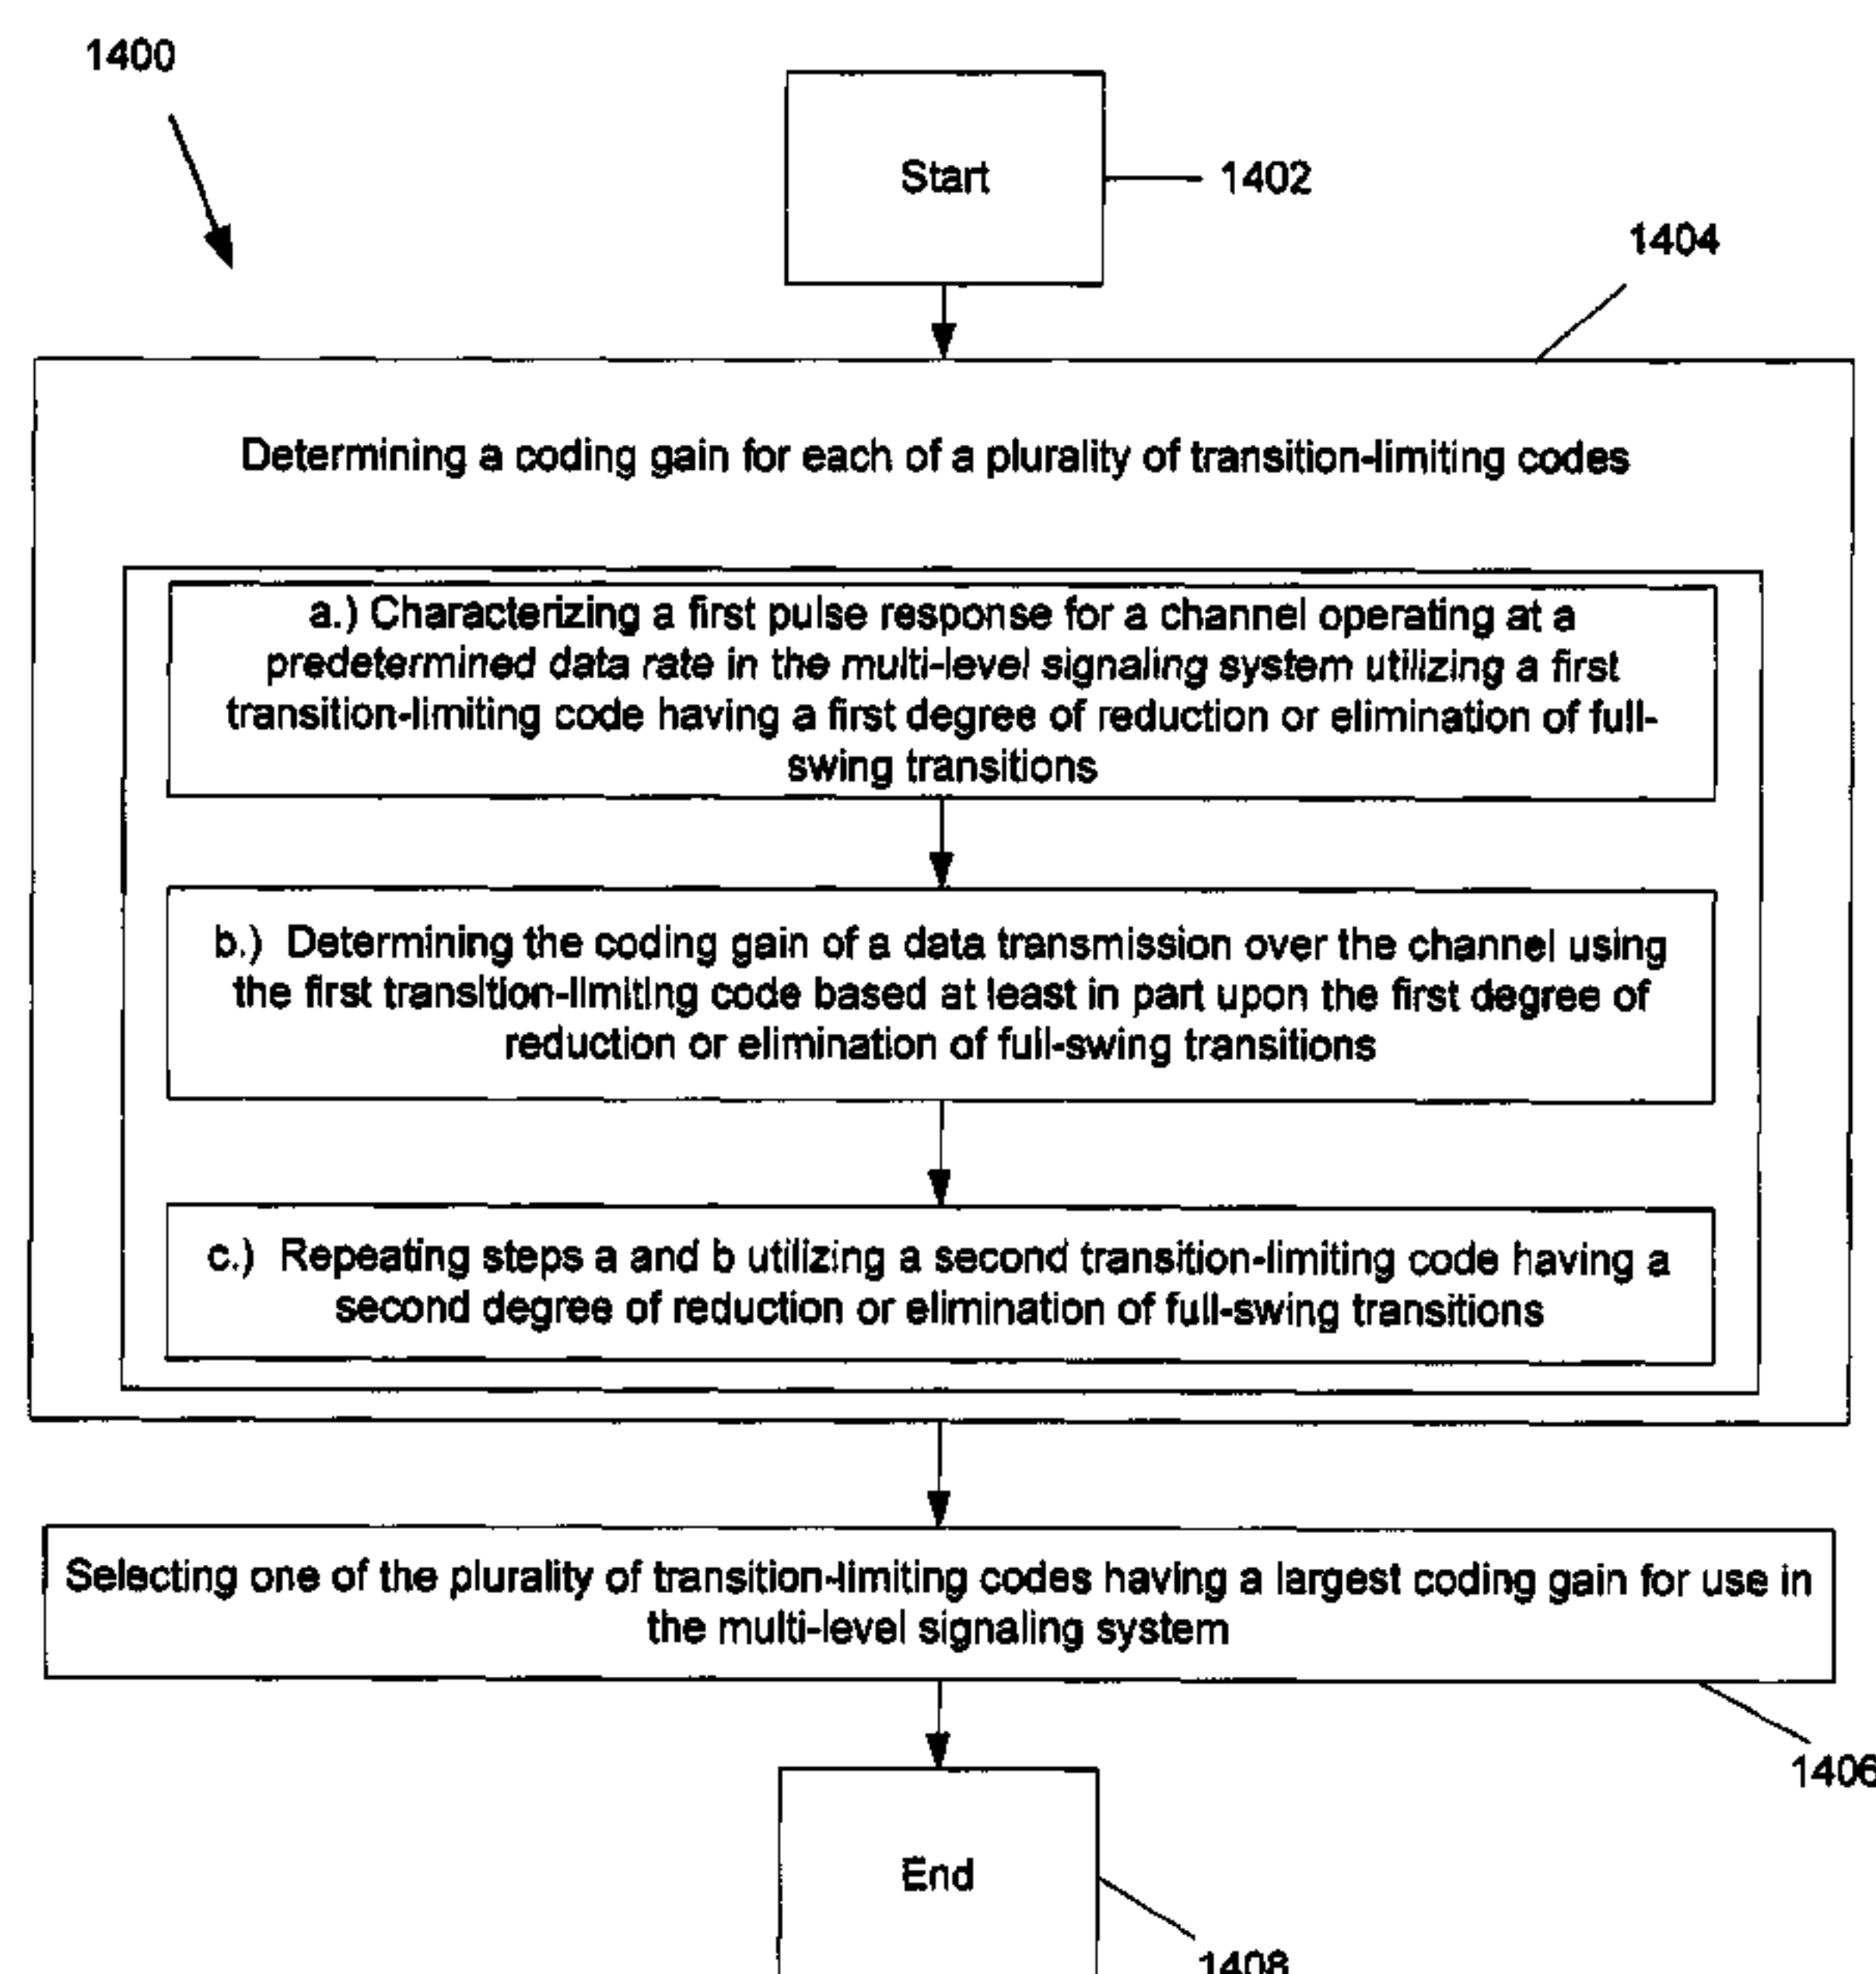 1400
Start
1402
1404
Determining a coding gain for each of a plurality of transition-limiting codes
a.) Characterizing a first pulse response for a channel operating at a
predetermined data rate in the multi-level signaling system utilizing a first
transition-limiting code having a first degree of reduction or elimination of full-
swing transitions
b.) Determining the coding gain of a data transmission over the channel using
the first transition-limiting code based at least in part upon the first degree of
reduction or elimination of full-swing transitions
c.) Repeating steps a and b utilizing a second transition-limiting code having a
second degree of reduction or elimination of full-swing transitions
Selecting one of the plurality of transition-limiting codes having a largest coding gain for use in
the multi-level signaling system
1406
End
1408